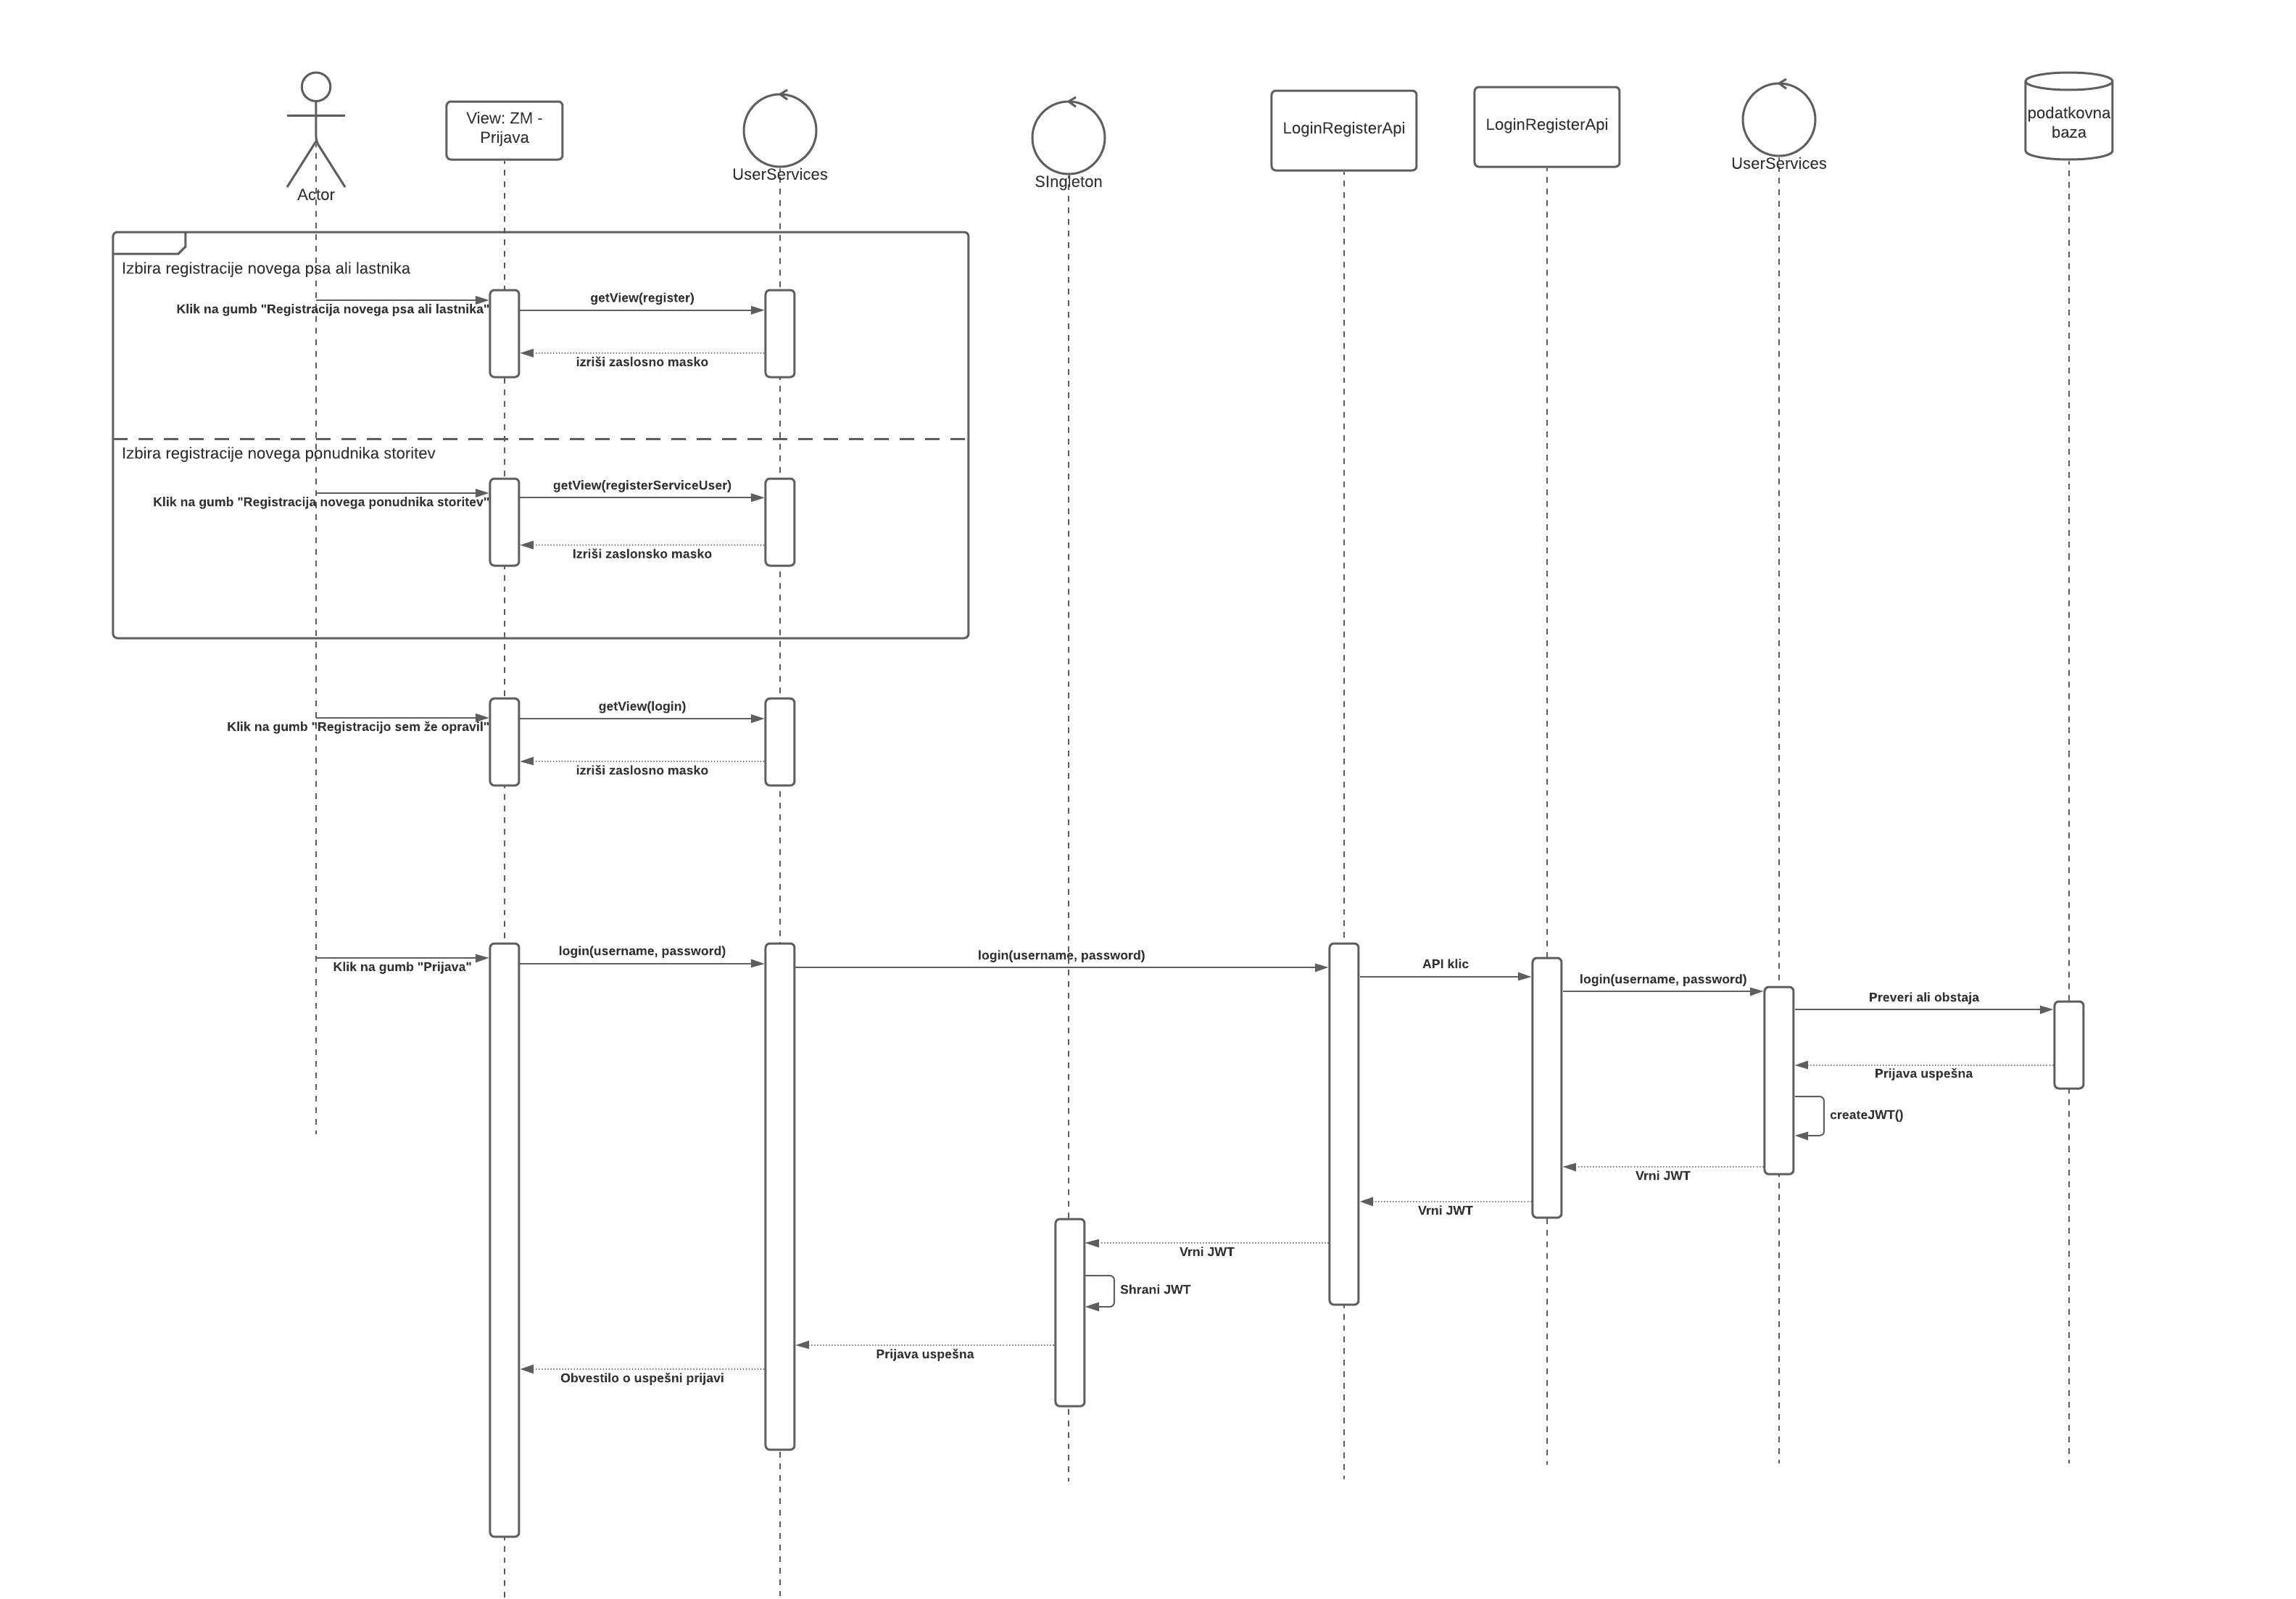 View: ZM -
Prijava
UserServices
SIngleton
LoginRegisterApi
LoginRegisterApi
UserServices
podatkovna
baza
Actor
Izbira registracije novega psa ali lastnika
Klik na gumb "Registracija novega psa ali lastnika"
getView(register)
izriši zaslosno masko
Izbira registracije novega ponudnika storitev
Klik na gumb "Registracija novega ponudnika storitev"
getView(registerServiceUser)
Izriši zaslonsko masko
Klik na gumb "Registracijo sem že opravil"
getView(login)
izriši zaslosno masko
Klik na gumb "Prijava"
login(username, password)
login(username, password)
API klic
login(username, password)
Preveri ali obstaja
Prijava uspešna
createJWT()
Vrni JWT
Vrni JWT
Vrni JWT
Shrani JWT
Prijava uspešna
Obvestilo o uspešni prijavi